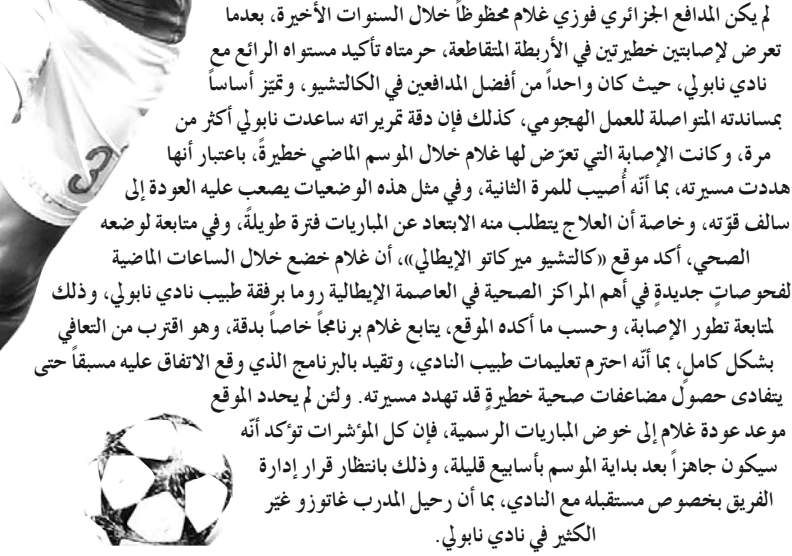 لم يكن المدافع الجزائري فوزي غلام محظوظاً خلال السنوات الأخيرة، بعدما
تعرض لإصابتين خطيرتين في الأربطة المتقاطعة، حرمتاه تأكيد مستواه الرائع مع
نادي نابولي، حيث كان واحداً من أفضل المدافعين في الكالتشيو، وتميّز أساساً
بمساندته المتواصلة للعمل الهجومي، كذلك فإن دقة تمريراته ساعدت نابولي أكثر من
مرة، وكانت الإصابة التي تعرّض لها غلام خلال الموسم الماضي خطيرةً، باعتبار أنها
هددت مسيرته، بما أنّه أُصيب للمرة الثانية، وفي مثل هذه الوضعيات يصعب عليه العودة إلى
سالف قوّته، وخاصة أن العلاج يتطلب منه الابتعاد عن المباريات فترة طويلةً، وفي متابعة لوضعه
الصحي، أكد موقع «كالتشيو ميركاتو الإيطالي»، أن غلام خضع خلال الساعات الماضية
لفحوصاتٍ جديدةٍ في أهم المراكز الصحية في العاصمة الإيطالية روما برفقة طبيب نادي نابولي، وذلك
لمتابعة تطور الإصابة، وحسب ما أكده الموقع، يتابع غلام برنامجاً خاصاً بدقة، وهو اقترب من التعافي
بشكل كاملٍ، بما أنّه احترم تعليمات طبيب النادي، وتقيد بالبرنامج الذي وقع الاتفاق عليه مسبقاً حتى
يتفادى حصول مضاعفات صحية خطيرةٍ قد تهدد مسيرته. ولئن لم يحدد الموقع
موعد عودة غلام إلى خوض المباريات الرسمية، فإن كل المؤشرات تؤكد أنّه
سيكون جاهزاً بعد بداية الموسم بأسابيع قليلة، وذلك بانتظار قرار إدارة
الفريق بخصوص مستقبله مع النادي، بما أن رحيل المدرب غاتوزو غيّر
الكثير في نادي نابولي.
3